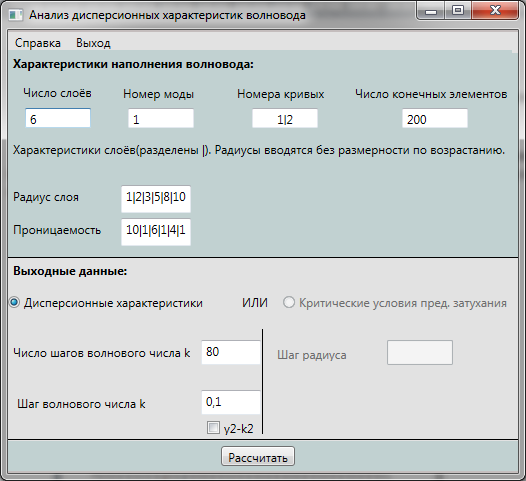 Анализ дисперсионных характеристик волновода
Справка Выход
Характеристики наполнения волновода:
Число слоёв Номер моды Номера кривых Число конечных элементов
6 1 1|2 200
Характеристики слоёв(разделены |). Радиусы вводятся без размерности по возрастанию.
Радиус слоя 1|2|3|5|8|10
Проницаемость 10|1|6|1|4|1
Выходные данные:
Дисперсионные характеристики ИЛИ Критические условия пред. затухания
Число шагов волнового числа k 80 Шаг радиуса
Шаг волнового числа k 0,1
y2-k2
Рассчитать